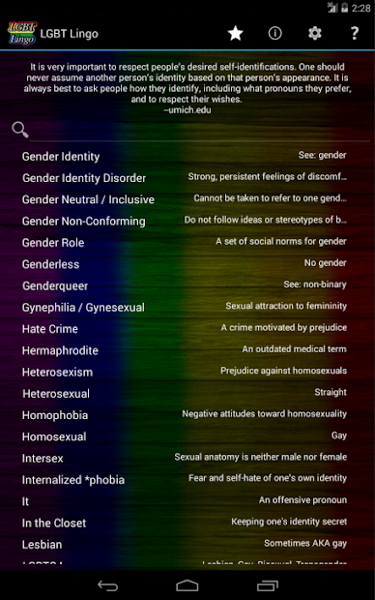 2:28
LGBT
Lingo
LGBT Lingo
It is very important to respect people's desired self-identifications. One should
never assume another person's identity based on that person's appearance. It is
always best to ask people how they identify, including what pronouns they prefer,
and to respect their wishes.
--umich.edu
Gender Identity See: gender
Gender Identity Disorder Strong, persistent feelings of discomf...
Gender Neutral / Inclusive Cannot be taken to refer to one gend...
Gender Non-Conforming Do not follow ideas or stereotypes of b...
Gender Role A set of social norms for gender
Genderless No gender
Genderqueer See: non-binary
Gynephilia / Gynesexual Sexual attraction to femininity
Hate Crime A crime motivated by prejudice
Hermaphrodite An outdated medical term
Heterosexism Prejudice against homosexuals
Heterosexual Straight
Homophobia Negative attitudes toward homosexuality
Homosexual Gay
Intersex Sexual anatomy is neither male nor female
Internalized *phobia Fear and self-hate of one's own identity
It An offensive pronoun
In the Closet Keeping one's identity secret
Lesbian Sometimes AKA gay
Lesbian, Gay, Bisexual, Transgender